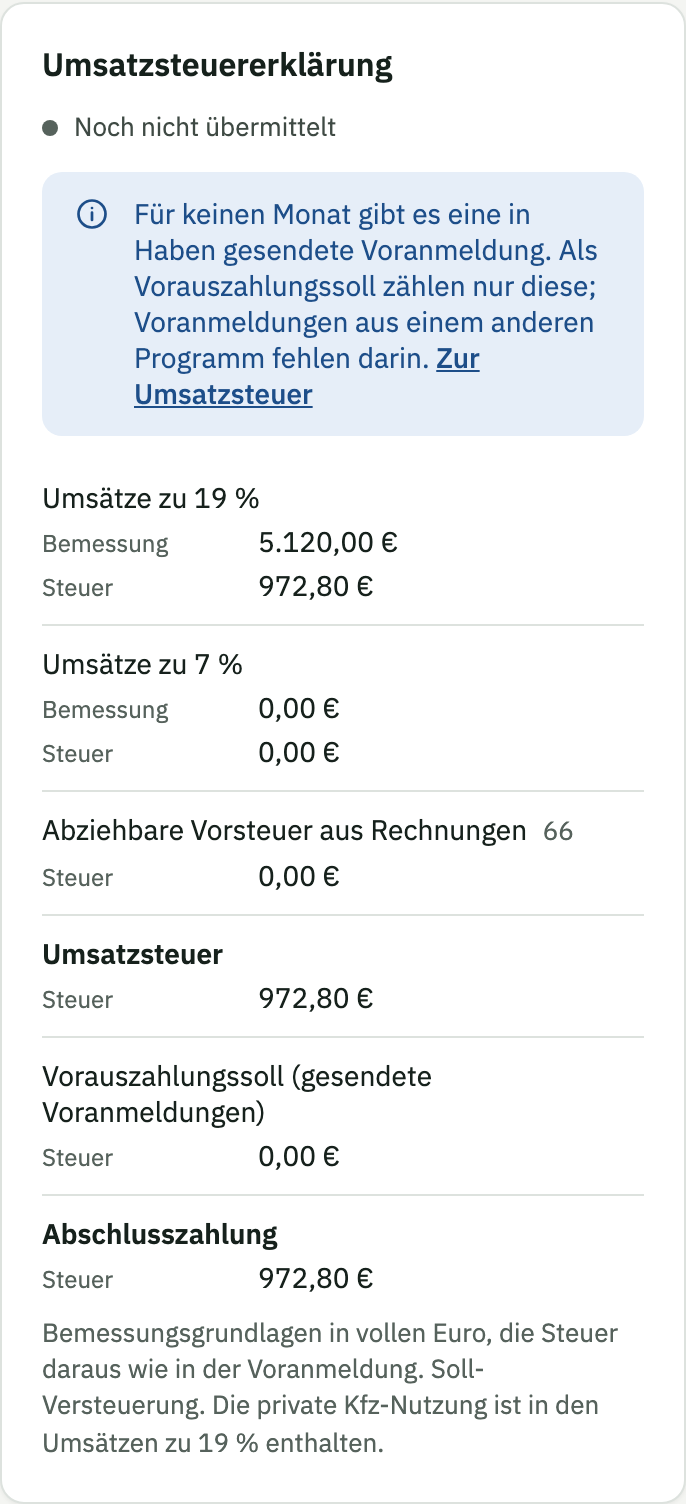 Umsatzsteuererklärung
Noch nicht übermittelt
Für keinen Monat gibt es eine in
Haben gesendete Voranmeldung. Als
Vorauszahlungssoll zählen nur diese;
Voranmeldungen aus einem anderen
Programm fehlen darin. Zur
Umsatzsteuer
Umsätze zu 19 %
Bemessung 5.120,00 €
Steuer 972,80 €
Umsätze zu 7 %
Bemessung 0,00 €
Steuer 0,00 €
Abziehbare Vorsteuer aus Rechnungen 66
Steuer 0,00 €
Umsatzsteuer
Steuer 972,80 €
Vorauszahlungssoll (gesendete
Voranmeldungen)
Steuer 0,00 €
Abschlusszahlung
Steuer 972,80 €
Bemessungsgrundlagen in vollen Euro, die Steuer
daraus wie in der Voranmeldung. Soll-
Versteuerung. Die private Kfz-Nutzung ist in den
Umsätzen zu 19 % enthalten.